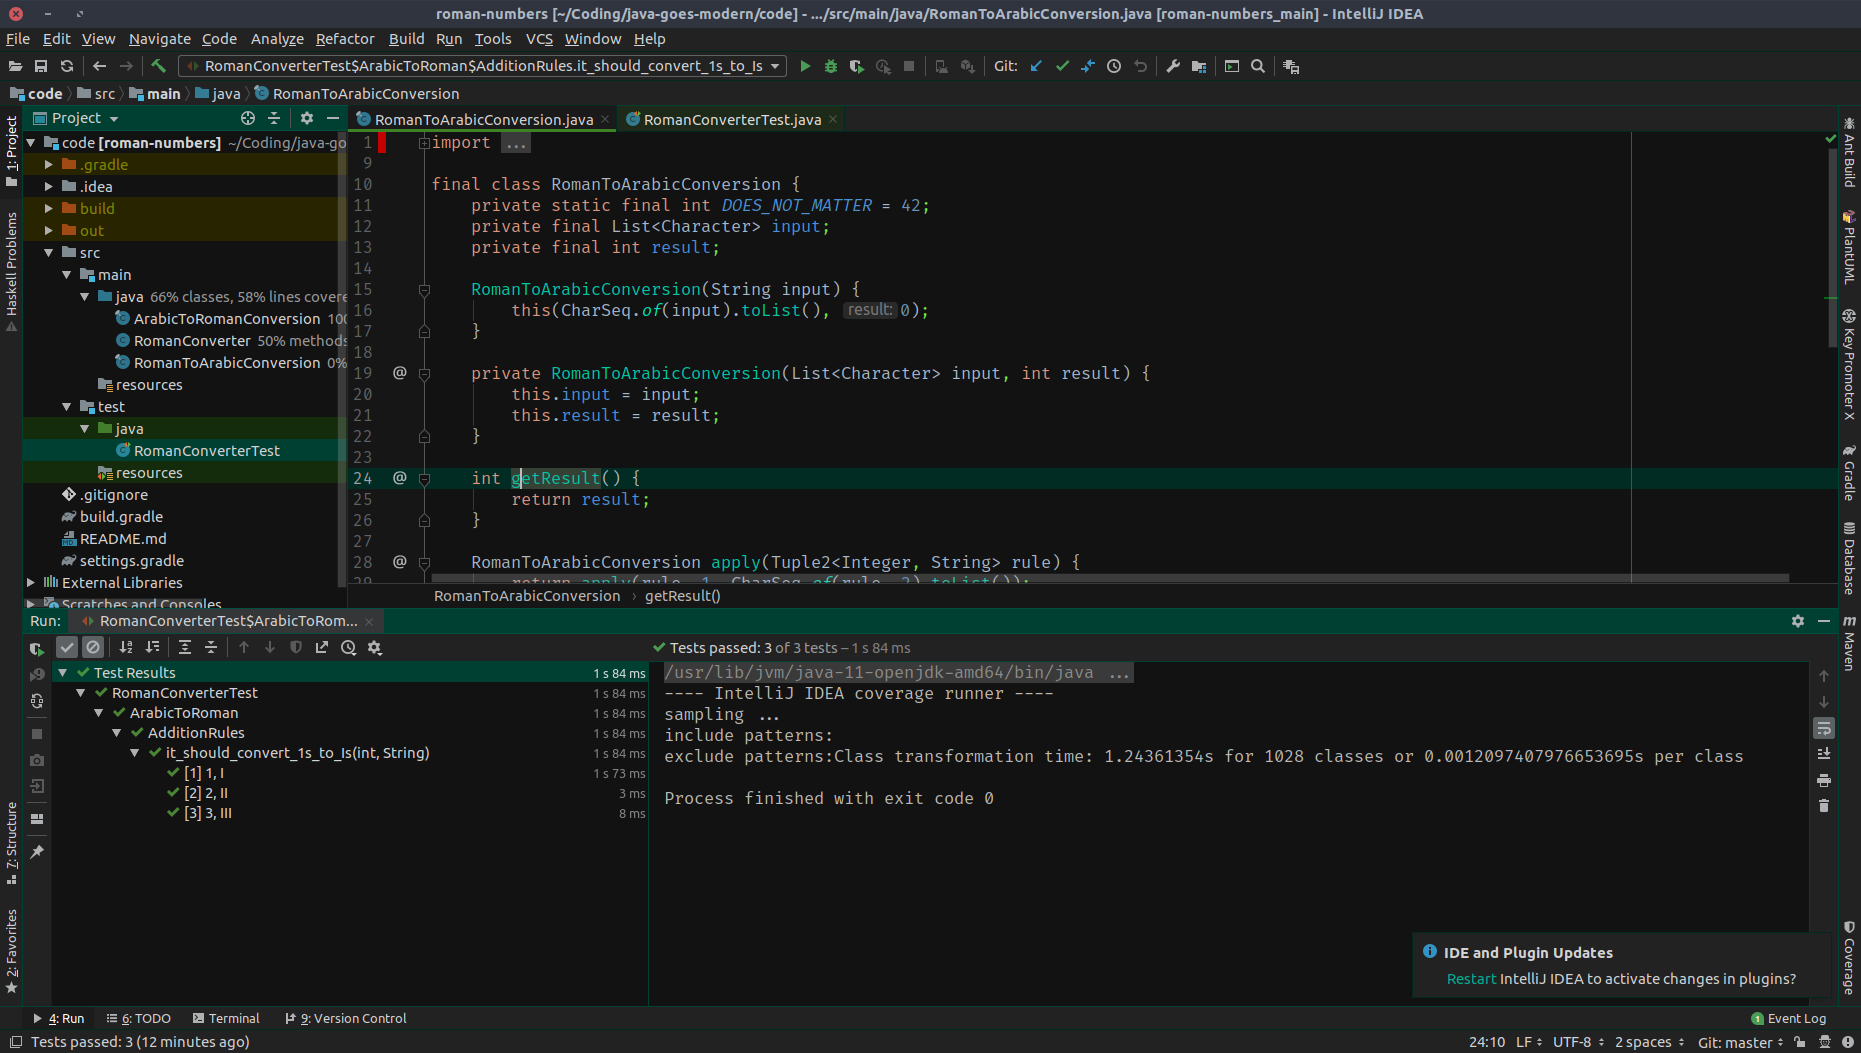 roman-numbers [~/Coding/java-goes-modern/code] - .../src/main/java/RomanToArabicConversion.java [roman-numbers_main] - IntelliJ IDEA
File Edit View Navigate Code Analyze Refactor Build Run Tools VCS Window Help
RomanConverterTest$ArabicToRoman$AdditionRules.it_should_convert_1s_to_Is Git:
code src main java RomanToArabicConversion
Project
RomanToArabicConversion.java RomanConverterTest.java
1: Project
Haskell Problems
7: Structure
2: Favorites
code [roman-numbers] ~/Coding/java-go
.gradle
.idea
build
out
src
main
java 66% classes, 58% lines covere
ArabicToRomanConversion 100
RomanConverter 50% methods
RomanToArabicConversion 0%
resources
test
java
RomanConverterTest
resources
.gitignore
build.gradle
README.md
settings.gradle
External Libraries
Scratches and Consoles
1 import ...
9
10 final class RomanToArabicConversion {
11 private static final int DOES_NOT_MATTER = 42;
12 private final List<Character> input;
13 private final int result;
14
15 RomanToArabicConversion(String input) {
16 this(CharSeq.of(input).toList(), result: 0);
17 }
18
19 @ private RomanToArabicConversion(List<Character> input, int result) {
20 this.input = input;
21 this.result = result;
22 }
23
24 @ int getResult() {
25 return result;
26 }
27
28 @ RomanToArabicConversion apply(Tuple2<Integer, String> rule) {
29 return apply(rule._1, CharSeq.of(rule._2).toList());
RomanToArabicConversion › getResult()
Ant Build
PlantUML
Key Promoter X
Gradle
Database
Maven
Coverage
Run: RomanConverterTest$ArabicToRom...
Tests passed: 3 of 3 tests – 1 s 84 ms
Test Results 1 s 84 ms
RomanConverterTest 1 s 84 ms
ArabicToRoman 1 s 84 ms
AdditionRules 1 s 84 ms
it_should_convert_1s_to_Is(int, String) 1 s 84 ms
[1] 1, I 1 s 73 ms
[2] 2, II 3 ms
[3] 3, III 8 ms
/usr/lib/jvm/java-11-openjdk-amd64/bin/java ...
---- IntelliJ IDEA coverage runner ----
sampling ...
include patterns:
exclude patterns:Class transformation time: 1.24361354s for 1028 classes or 0.0012097407976653695s per class
Process finished with exit code 0
IDE and Plugin Updates
Restart IntelliJ IDEA to activate changes in plugins?
4: Run 6: TODO Terminal 9: Version Control 1 Event Log
Tests passed: 3 (12 minutes ago) 24:10 LF UTF-8 2 spaces Git: master